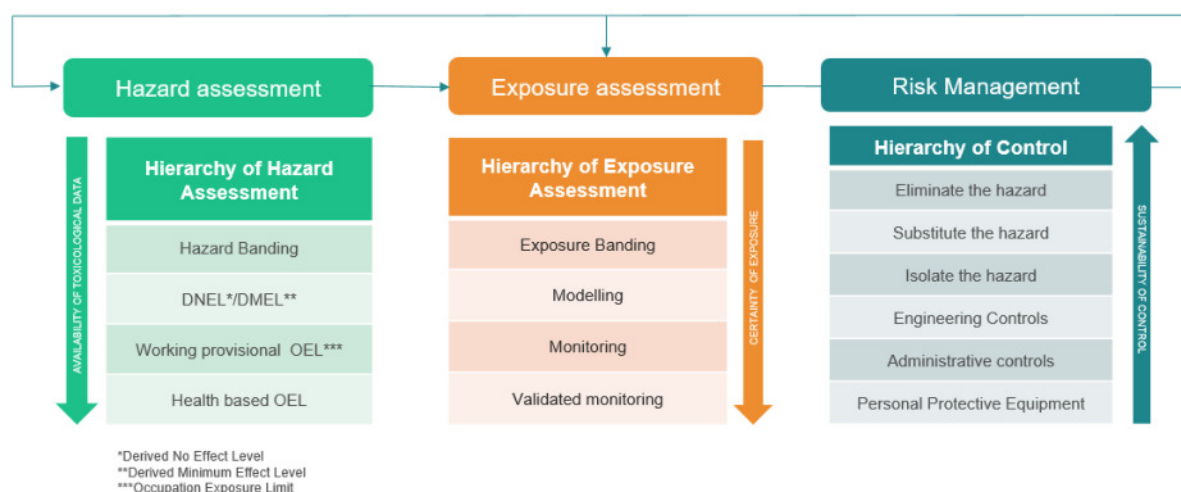 Hazard assessment
Exposure assessment
Risk Management
AVAILABILITY OF TOXICOLOGICAL DATA
Hierarchy of Hazard
Assessment
Hazard Banding
DNEL*/DMEL**
Working provisional OEL***
Health based OEL
Hierarchy of Exposure
Assessment
Exposure Banding
Modelling
Monitoring
Validated monitoring
CERTAINTY OF EXPOSURE
Hierarchy of Control
Eliminate the hazard
Substitute the hazard
Isolate the hazard
Engineering Controls
Administrative controls
Personal Protective Equipment
SUSTAINABILITY OF CONTROL
*Derived No Effect Level
**Derived Minimum Effect Level
***Occupation Exposure Limit